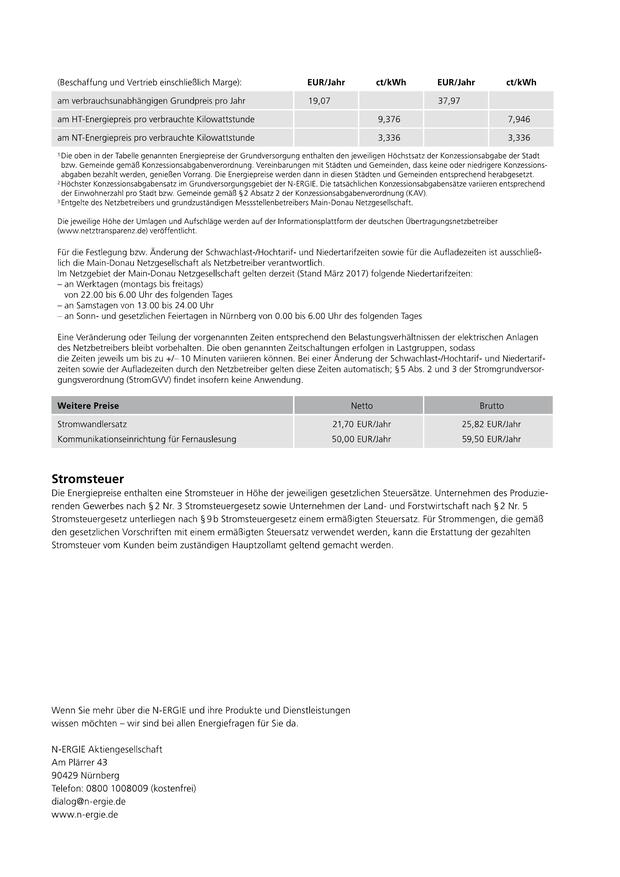 (Beschaffung und Vertrieb einschließlich Marge): EUR/Jahr ct/kWh EUR/Jahr ct/kWh
am verbrauchsunabhängigen Grundpreis pro Jahr 19,07 37,97
am HT-Energiepreis pro verbrauchte Kilowattstunde 9,376 7,946
am NT-Energiepreis pro verbrauchte Kilowattstunde 3,336 3,336
¹Die oben in der Tabelle genannten Energiepreise der Grundversorgung enthalten den jeweiligen Höchstsatz der Konzessionsabgabe der Stadt
bzw. Gemeinde gemäß Konzessionsabgabenverordnung. Vereinbarungen mit Städten und Gemeinden, dass keine oder niedrigere Konzessions-
abgaben bezahlt werden, genießen Vorrang. Die Energiepreise werden dann in diesen Städten und Gemeinden entsprechend herabgesetzt.
²Höchster Konzessionsabgabensatz im Grundversorgungsgebiet der N-ERGIE. Die tatsächlichen Konzessionsabgabensätze variieren entsprechend
der Einwohnerzahl pro Stadt bzw. Gemeinde gemäß §2 Absatz 2 der Konzessionsabgabenverordnung (KAV).
³Entgelte des Netzbetreibers und grundzuständigen Messstellenbetreibers Main-Donau Netzgesellschaft.
Die jeweilige Höhe der Umlagen und Aufschläge werden auf der Informationsplattform der deutschen Übertragungsnetzbetreiber
(www.netztransparenz.de) veröffentlicht.
Für die Festlegung bzw. Änderung der Schwachlast-/Hochtarif- und Niedertarifzeiten sowie für die Aufladezeiten ist ausschließ-
lich die Main-Donau Netzgesellschaft als Netzbetreiber verantwortlich.
Im Netzgebiet der Main-Donau Netzgesellschaft gelten derzeit (Stand März 2017) folgende Niedertarifzeiten:
– an Werktagen (montags bis freitags)
von 22.00 bis 6.00 Uhr des folgenden Tages
– an Samstagen von 13.00 bis 24.00 Uhr
– an Sonn- und gesetzlichen Feiertagen in Nürnberg von 0.00 bis 6.00 Uhr des folgenden Tages
Eine Veränderung oder Teilung der vorgenannten Zeiten entsprechend den Belastungsverhältnissen der elektrischen Anlagen
des Netzbetreibers bleibt vorbehalten. Die oben genannten Zeitschaltungen erfolgen in Lastgruppen, sodass
die Zeiten jeweils um bis zu +/– 10 Minuten variieren können. Bei einer Änderung der Schwachlast-/Hochtarif- und Niedertarif-
zeiten sowie der Aufladezeiten durch den Netzbetreiber gelten diese Zeiten automatisch; §5 Abs. 2 und 3 der Stromgrundversor-
gungsverordnung (StromGVV) findet insofern keine Anwendung.
Weitere Preise Netto Brutto
Stromwandlersatz 21,70 EUR/Jahr 25,82 EUR/Jahr
Kommunikationseinrichtung für Fernauslesung 50,00 EUR/Jahr 59,50 EUR/Jahr
Stromsteuer
Die Energiepreise enthalten eine Stromsteuer in Höhe der jeweiligen gesetzlichen Steuersätze. Unternehmen des Produzie-
renden Gewerbes nach §2 Nr. 3 Stromsteuergesetz sowie Unternehmen der Land- und Forstwirtschaft nach §2 Nr. 5
Stromsteuergesetz unterliegen nach §9b Stromsteuergesetz einem ermäßigten Steuersatz. Für Strommengen, die gemäß
den gesetzlichen Vorschriften mit einem ermäßigten Steuersatz verwendet werden, kann die Erstattung der gezahlten
Stromsteuer vom Kunden beim zuständigen Hauptzollamt geltend gemacht werden.
Wenn Sie mehr über die N-ERGIE und ihre Produkte und Dienstleistungen
wissen möchten – wir sind bei allen Energiefragen für Sie da.
N-ERGIE Aktiengesellschaft
Am Plärrer 43
90429 Nürnberg
Telefon: 0800 1008009 (kostenfrei)
dialog@n-ergie.de
www.n-ergie.de